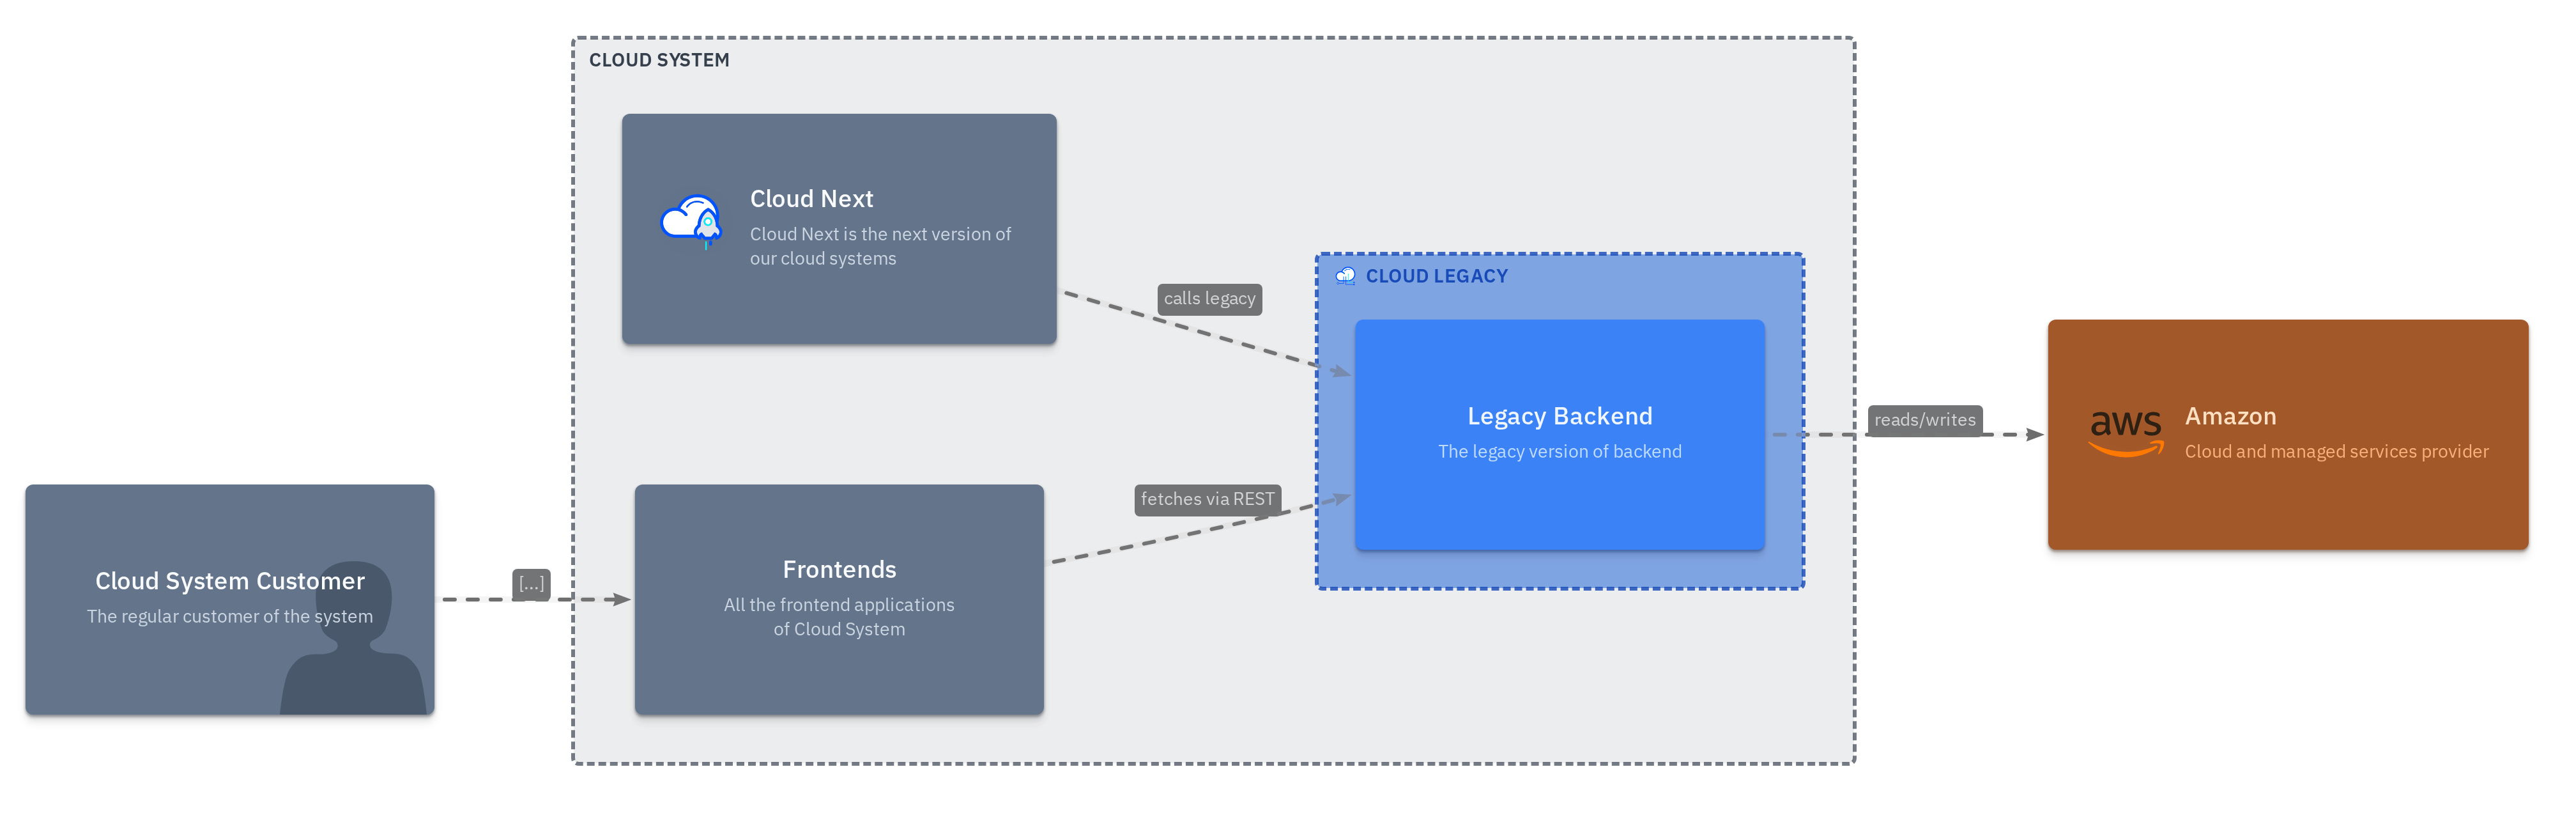 CLOUD SYSTEM
Cloud Next
Cloud Next is the next version of
our cloud systems
calls legacy
CLOUD LEGACY
Legacy Backend
The legacy version of backend
reads/writes
aws
Amazon
Cloud and managed services provider
fetches via REST
Cloud System Customer
The regular customer of the system
[...]
Frontends
All the frontend applications
of Cloud System